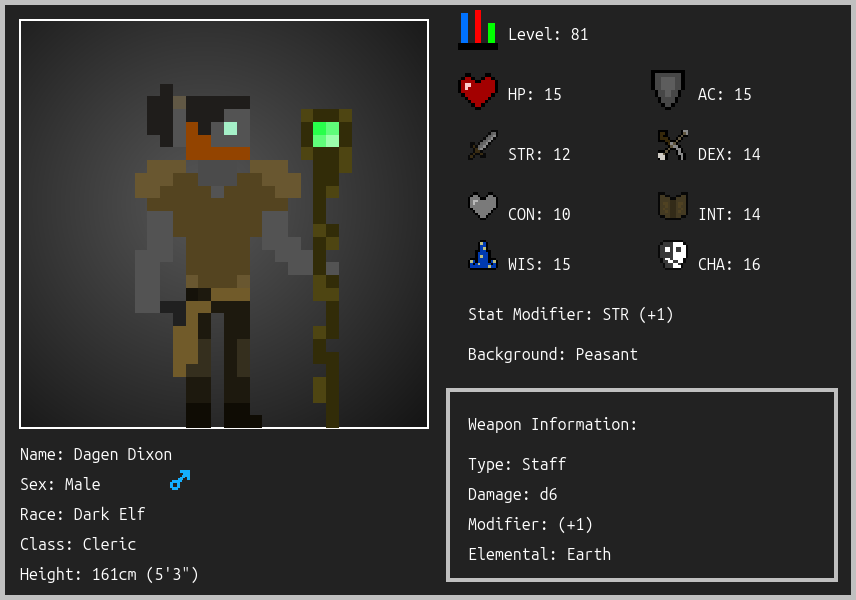 Level: 81
HP: 15
AC: 15
STR: 12
DEX: 14
CON: 10
INT: 14
WIS: 15
CHA: 16
Stat Modifier: STR (+1)
Background: Peasant
Weapon Information:
Type: Staff
Damage: d6
Modifier: (+1)
Elemental: Earth
Name: Dagen Dixon
Sex: Male
Race: Dark Elf
Class: Cleric
Height: 161cm (5'3")